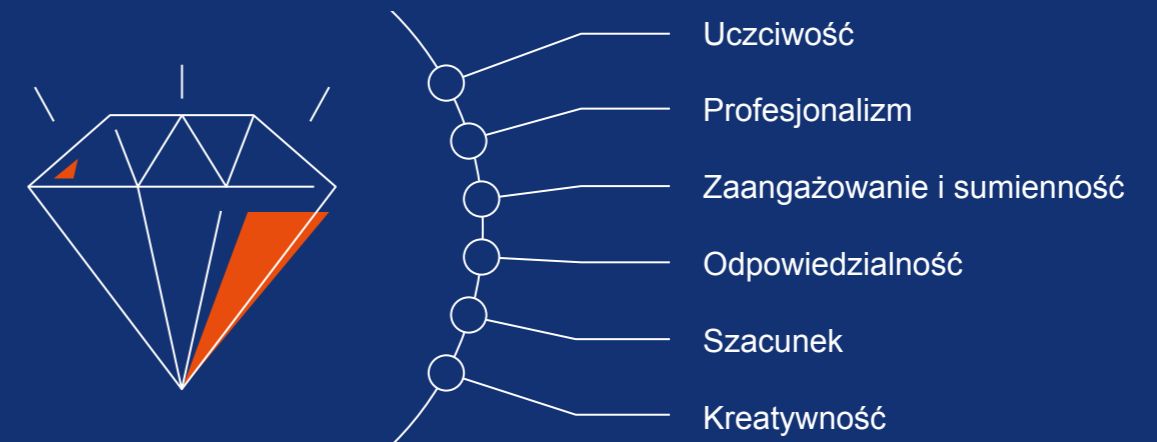 Uczciwość
Profesjonalizm
Zaangażowanie i sumienność
Odpowiedzialność
Szacunek
Kreatywność